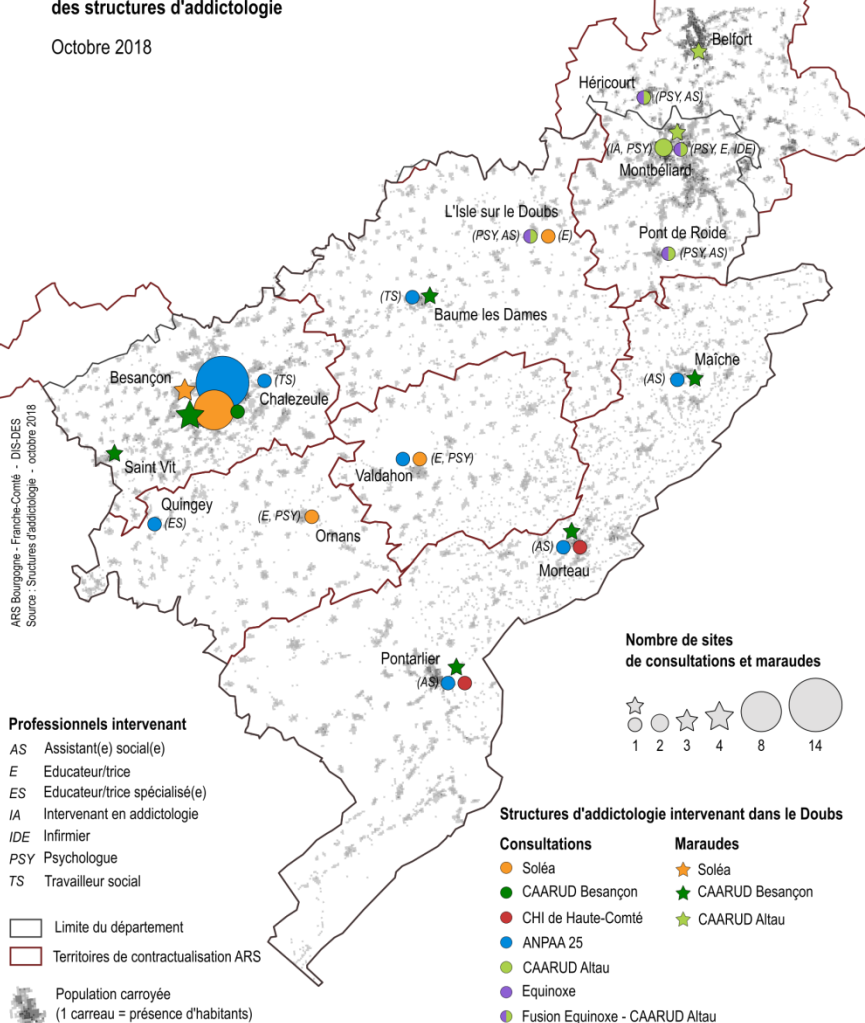 des structures d'addictologie
Octobre 2018
Belfort
Héricourt
(PSY, AS)
(IA, PSY)
(PSY, E, IDE)
Montbéliard
L'Isle sur le Doubs
(PSY, AS)
(E)
Pont de Roide
(PSY, AS)
(TS)
Baume les Dames
Maîche
(AS)
Besançon
(TS)
Chalezeule
Saint Vit
Valdahon
(E, PSY)
Quingey
(ES)
(E, PSY)
Ornans
(AS)
Morteau
Pontarlier
(AS)
ARS Bourgogne - Franche-Comté - DIS-DES
Source : Sructures d'addictologie - octobre 2018
Nombre de sites
de consultations et maraudes
1 2 3 4 8 14
Professionnels intervenant
AS Assistant(e) social(e)
E Educateur/trice
ES Educateur/trice spécialisé(e)
IA Intervenant en addictologie
IDE Infirmier
PSY Psychologue
TS Travailleur social
Limite du département
Territoires de contractualisation ARS
Population carroyée
(1 carreau = présence d'habitants)
Structures d'addictologie intervenant dans le Doubs
Consultations
Soléa
CAARUD Besançon
CHI de Haute-Comté
ANPAA 25
CAARUD Altau
Equinoxe
Fusion Equinoxe - CAARUD Altau
Maraudes
Soléa
CAARUD Besançon
CAARUD Altau